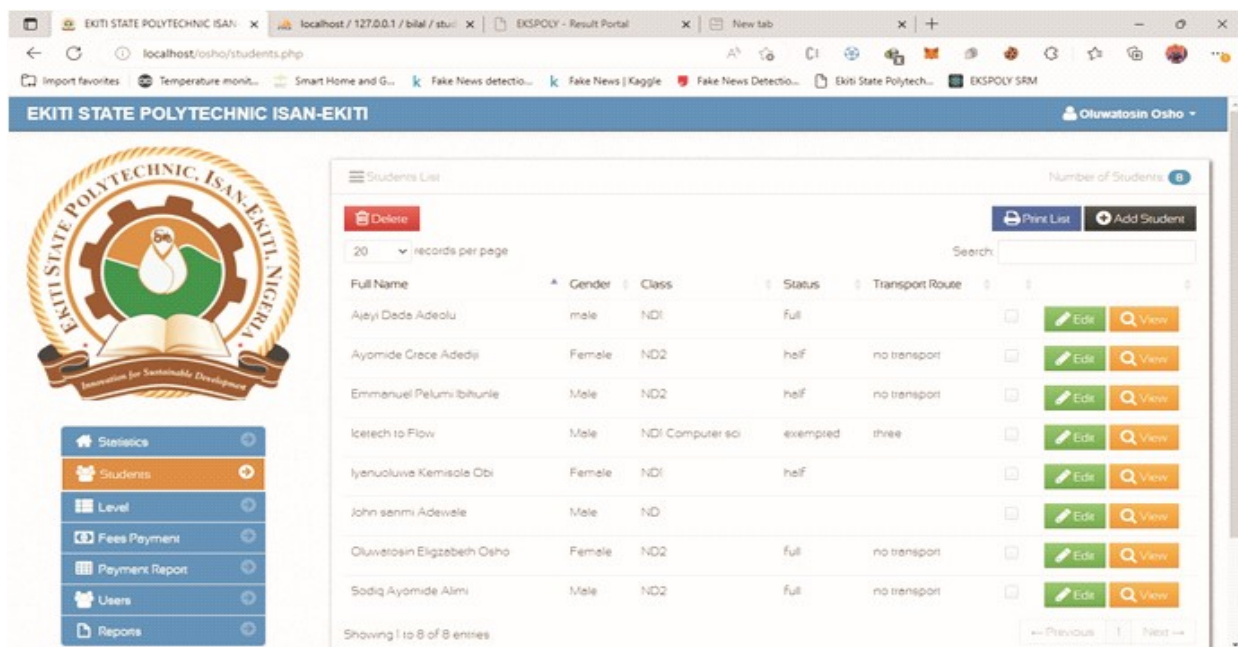 EKITI STATE POLYTECHNIC ISAN- localhost / 127.0.0.1 / bilal / stud EKSPOLY - Result Portal New tab
localhost/osho/students.php
Import favorites Temperature monit... Smart Home and G... Fake News detectio... Fake News | Kaggle Fake News Detectio... Ekiti State Polytech... EKSPOLY SRM
EKITI STATE POLYTECHNIC ISAN-EKITI Oluwatosin Osho
EKITI STATE POLYTECHNIC, ISAN-EKITI, NIGERIA
Innovation for Sustainable Development
Statistics
Students
Level
Fees Payment
Payment Report
Users
Reports
Students List Number of Students 8
Delete Print List Add Student
20 records per page Search:
Full Name Gender Class Status Transport Route
Ajayi Dada Adeolu male ND1 full Edit View
Ayomide Grace Adediji Female ND2 half no transport Edit View
Emmanuel Pelumi Ibihunle Male ND2 half no transport Edit View
Icetech to Flow Male ND1 Computer sci exempted three Edit View
Iyanuoluwa Kemisola Obi Female ND1 half Edit View
John sanmi Adewale Male ND Edit View
Oluwatosin Eligzabeth Osho Female ND2 full no transport Edit View
Sodiq Ayomide Alimi Male ND2 full no transport Edit View
Showing 1 to 8 of 8 entries ← Previous 1 Next →